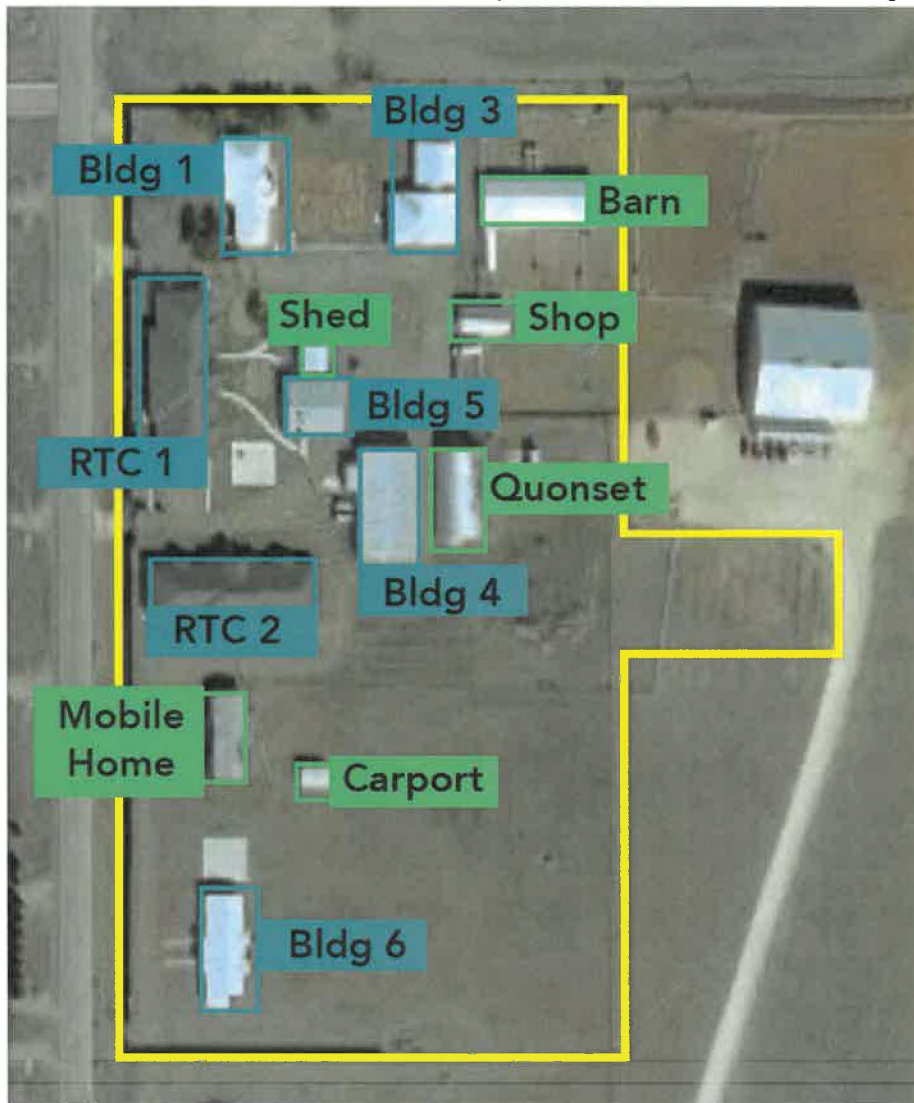 Bldg 3
Bldg 1
Barn
Shed
Shop
Bldg 5
RTC 1
Quonset
Bldg 4
RTC 2
Mobile
Home
Carport
Bldg 6